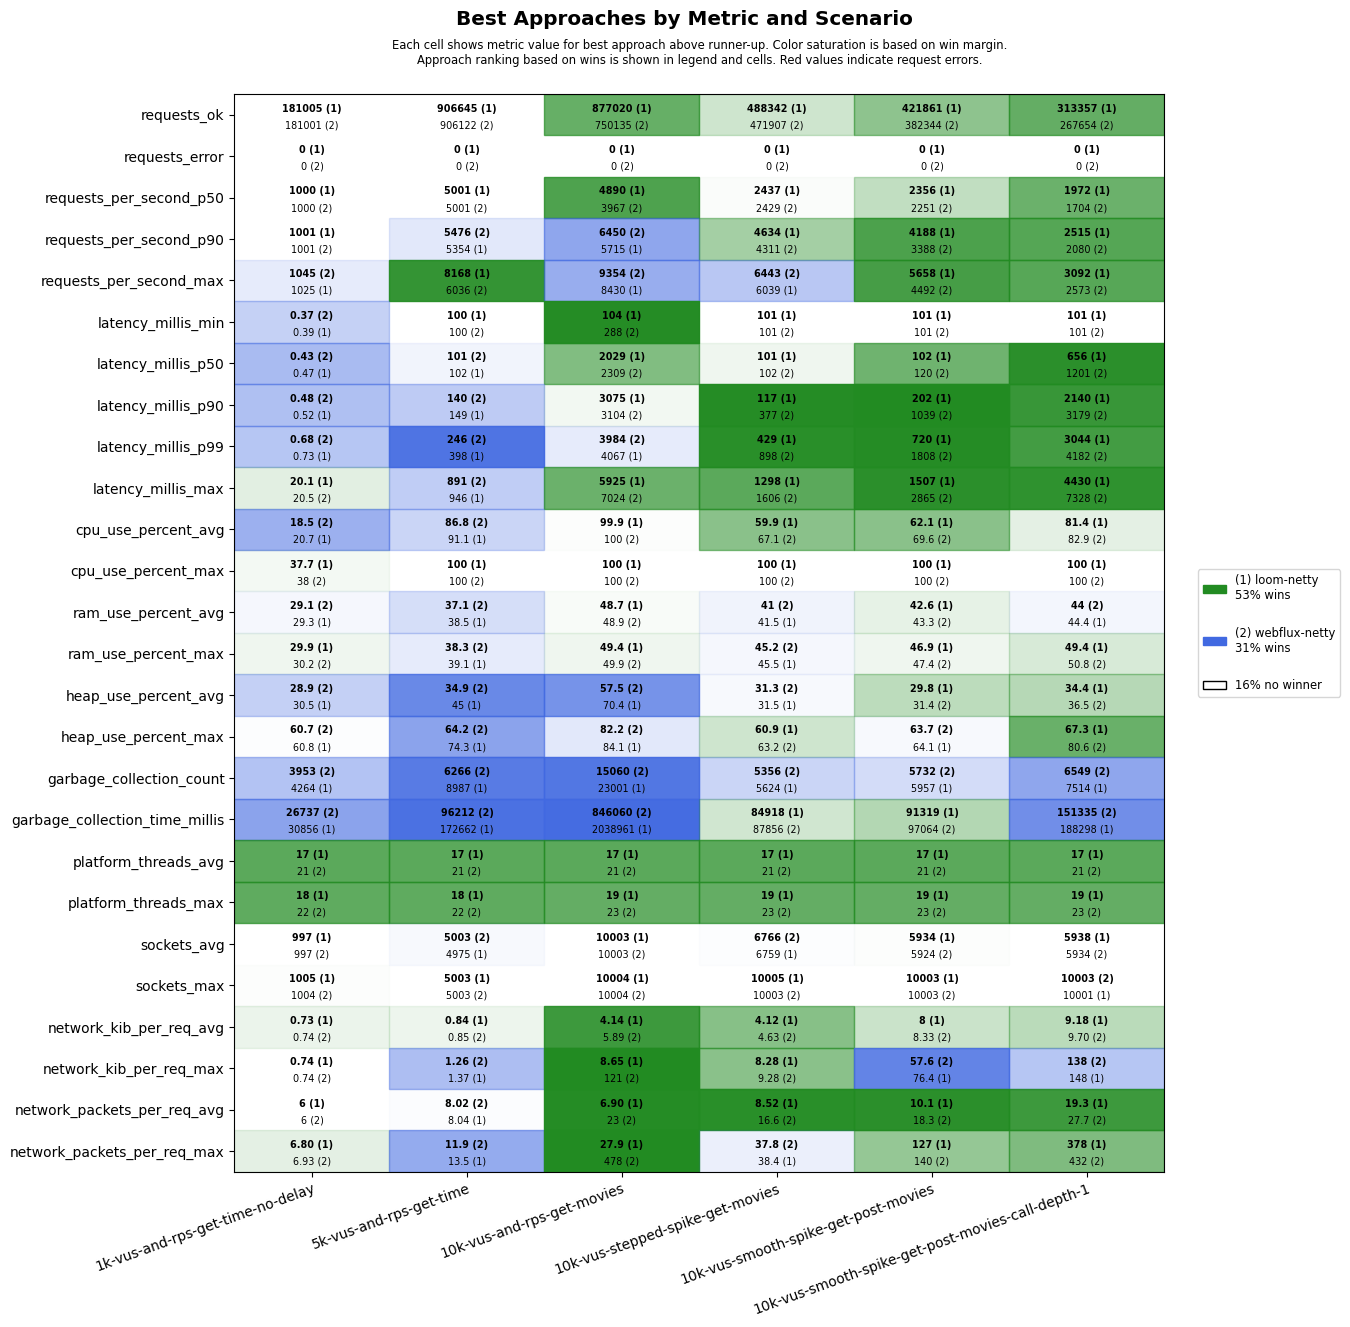 Best Approaches by Metric and Scenario
Each cell shows metric value for best approach above runner-up. Color saturation is based on win margin.
Approach ranking based on wins is shown in legend and cells. Red values indicate request errors.
requests_ok
181005 (1) 906645 (1) 877020 (1) 488342 (1) 421861 (1) 313357 (1)
181001 (2) 906122 (2) 750135 (2) 471907 (2) 382344 (2) 267654 (2)
requests_error
0 (1) 0 (1) 0 (1) 0 (1) 0 (1) 0 (1)
0 (2) 0 (2) 0 (2) 0 (2) 0 (2) 0 (2)
requests_per_second_p50
1000 (1) 5001 (1) 4890 (1) 2437 (1) 2356 (1) 1972 (1)
1000 (2) 5001 (2) 3967 (2) 2429 (2) 2251 (2) 1704 (2)
requests_per_second_p90
1001 (1) 5476 (2) 6450 (2) 4634 (1) 4188 (1) 2515 (1)
1001 (2) 5354 (1) 5715 (1) 4311 (2) 3388 (2) 2080 (2)
requests_per_second_max
1045 (2) 8168 (1) 9354 (2) 6443 (2) 5658 (1) 3092 (1)
1025 (1) 6036 (2) 8430 (1) 6039 (1) 4492 (2) 2573 (2)
latency_millis_min
0.37 (2) 100 (1) 104 (1) 101 (1) 101 (1) 101 (1)
0.39 (1) 100 (2) 288 (2) 101 (2) 101 (2) 101 (2)
latency_millis_p50
0.43 (2) 101 (2) 2029 (1) 101 (1) 102 (1) 656 (1)
0.47 (1) 102 (1) 2309 (2) 102 (2) 120 (2) 1201 (2)
latency_millis_p90
0.48 (2) 140 (2) 3075 (1) 117 (1) 202 (1) 2140 (1)
0.52 (1) 149 (1) 3104 (2) 377 (2) 1039 (2) 3179 (2)
latency_millis_p99
0.68 (2) 246 (2) 3984 (2) 429 (1) 720 (1) 3044 (1)
0.73 (1) 398 (1) 4067 (1) 898 (2) 1808 (2) 4182 (2)
latency_millis_max
20.1 (1) 891 (2) 5925 (1) 1298 (1) 1507 (1) 4430 (1)
20.5 (2) 946 (1) 7024 (2) 1606 (2) 2865 (2) 7328 (2)
cpu_use_percent_avg
18.5 (2) 86.8 (2) 99.9 (1) 59.9 (1) 62.1 (1) 81.4 (1)
20.7 (1) 91.1 (1) 100 (2) 67.1 (2) 69.6 (2) 82.9 (2)
cpu_use_percent_max
37.7 (1) 100 (1) 100 (1) 100 (1) 100 (1) 100 (1)
38 (2) 100 (2) 100 (2) 100 (2) 100 (2) 100 (2)
ram_use_percent_avg
29.1 (2) 37.1 (2) 48.7 (1) 41 (2) 42.6 (1) 44 (2)
29.3 (1) 38.5 (1) 48.9 (2) 41.5 (1) 43.3 (2) 44.4 (1)
ram_use_percent_max
29.9 (1) 38.3 (2) 49.4 (1) 45.2 (2) 46.9 (1) 49.4 (1)
30.2 (2) 39.1 (1) 49.9 (2) 45.5 (1) 47.4 (2) 50.8 (2)
heap_use_percent_avg
28.9 (2) 34.9 (2) 57.5 (2) 31.3 (2) 29.8 (1) 34.4 (1)
30.5 (1) 45 (1) 70.4 (1) 31.5 (1) 31.4 (2) 36.5 (2)
heap_use_percent_max
60.7 (2) 64.2 (2) 82.2 (2) 60.9 (1) 63.7 (2) 67.3 (1)
60.8 (1) 74.3 (1) 84.1 (1) 63.2 (2) 64.1 (1) 80.6 (2)
garbage_collection_count
3953 (2) 6266 (2) 15060 (2) 5356 (2) 5732 (2) 6549 (2)
4264 (1) 8987 (1) 23001 (1) 5624 (1) 5957 (1) 7514 (1)
garbage_collection_time_millis
26737 (2) 96212 (2) 846060 (2) 84918 (1) 91319 (1) 151335 (2)
30856 (1) 172662 (1) 2038961 (1) 87856 (2) 97064 (2) 188298 (1)
platform_threads_avg
17 (1) 17 (1) 17 (1) 17 (1) 17 (1) 17 (1)
21 (2) 21 (2) 21 (2) 21 (2) 21 (2) 21 (2)
platform_threads_max
18 (1) 18 (1) 19 (1) 19 (1) 19 (1) 19 (1)
22 (2) 22 (2) 23 (2) 23 (2) 23 (2) 23 (2)
sockets_avg
997 (1) 5003 (2) 10003 (1) 6766 (2) 5934 (1) 5938 (1)
997 (2) 4975 (1) 10003 (2) 6759 (1) 5924 (2) 5934 (2)
sockets_max
1005 (1) 5003 (1) 10004 (1) 10005 (1) 10003 (1) 10003 (2)
1004 (2) 5003 (2) 10004 (2) 10003 (2) 10003 (2) 10001 (1)
network_kib_per_req_avg
0.73 (1) 0.84 (1) 4.14 (1) 4.12 (1) 8 (1) 9.18 (1)
0.74 (2) 0.85 (2) 5.89 (2) 4.63 (2) 8.33 (2) 9.70 (2)
network_kib_per_req_max
0.74 (1) 1.26 (2) 8.65 (1) 8.28 (1) 57.6 (2) 138 (2)
0.74 (2) 1.37 (1) 121 (2) 9.28 (2) 76.4 (1) 148 (1)
network_packets_per_req_avg
6 (1) 8.02 (2) 6.90 (1) 8.52 (1) 10.1 (1) 19.3 (1)
6 (2) 8.04 (1) 23 (2) 16.6 (2) 18.3 (2) 27.7 (2)
network_packets_per_req_max
6.80 (1) 11.9 (2) 27.9 (1) 37.8 (2) 127 (1) 378 (1)
6.93 (2) 13.5 (1) 478 (2) 38.4 (1) 140 (2) 432 (2)
1k-vus-and-rps-get-time-no-delay
5k-vus-and-rps-get-time
10k-vus-and-rps-get-movies
10k-vus-stepped-spike-get-movies
10k-vus-smooth-spike-get-post-movies
10k-vus-smooth-spike-get-post-movies-call-depth-1
(1) loom-netty
53% wins
(2) webflux-netty
31% wins
16% no winner